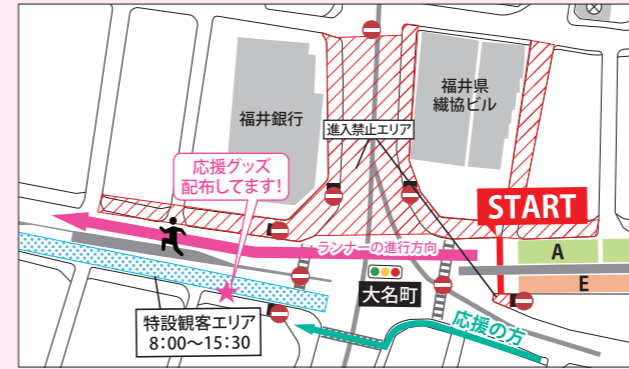 福井銀行
福井県
繊協ビル
進入禁止エリア
応援グッズ
配布してます!
START
ランナーの進行方向
A
E
大名町
特設観客エリア
8:00〜15:30
応援の方